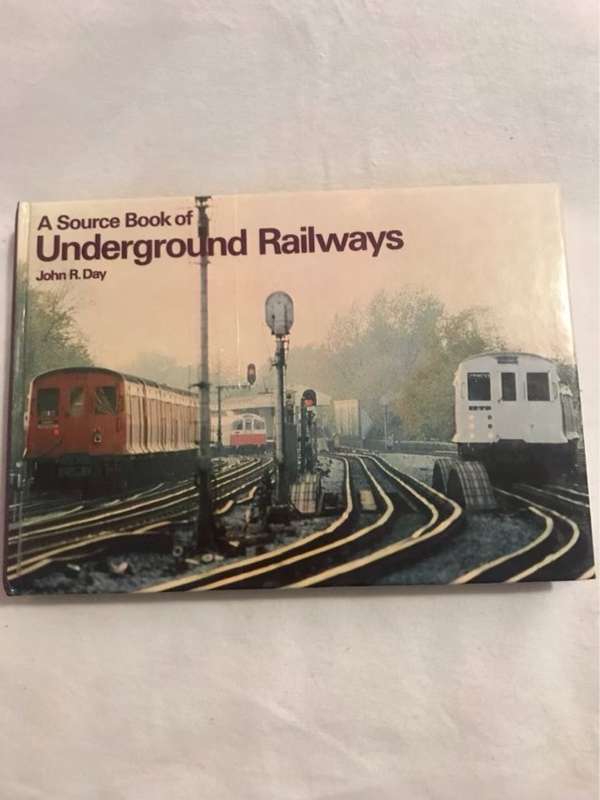 A Source Book of
Underground Railways
John R. Day